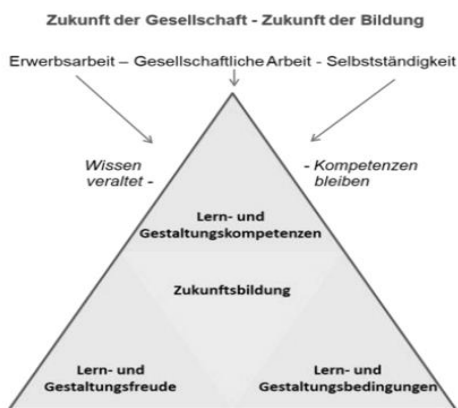 Zukunft der Gesellschaft - Zukunft der Bildung
Erwerbsarbeit – Gesellschaftliche Arbeit - Selbstständigkeit
Wissen
veraltet -
- Kompetenzen
bleiben
Lern- und
Gestaltungskompetenzen
Zukunftsbildung
Lern- und
Gestaltungsfreude
Lern- und
Gestaltungsbedingungen